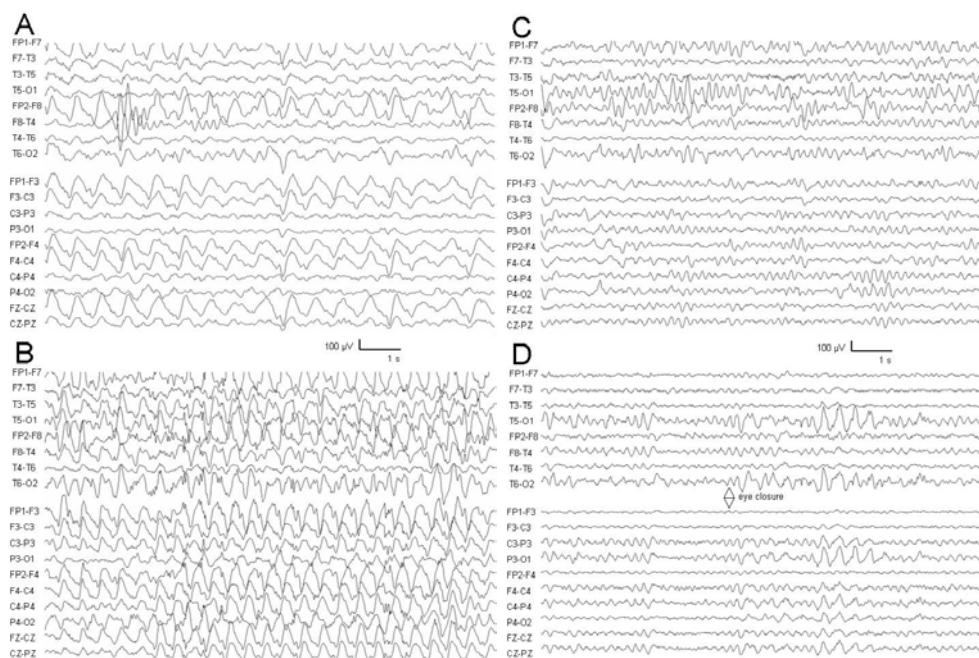 A
FP1-F7
F7-T3
T3-T5
T5-O1
FP2-F8
F8-T4
T4-T6
T6-O2
FP1-F3
F3-C3
C3-P3
P3-O1
FP2-F4
F4-C4
C4-P4
P4-O2
FZ-CZ
CZ-PZ
100 µV
1 s
B
FP1-F7
F7-T3
T3-T5
T5-O1
FP2-F8
F8-T4
T4-T6
T6-O2
FP1-F3
F3-C3
C3-P3
P3-O1
FP2-F4
F4-C4
C4-P4
P4-O2
FZ-CZ
CZ-PZ
C
FP1-F7
F7-T3
T3-T5
T5-O1
FP2-F8
F8-T4
T4-T6
T6-O2
FP1-F3
F3-C3
C3-P3
P3-O1
FP2-F4
F4-C4
C4-P4
P4-O2
FZ-CZ
CZ-PZ
100 µV
1 s
D
FP1-F7
F7-T3
T3-T5
T5-O1
FP2-F8
F8-T4
T4-T6
T6-O2
eye closure
FP1-F3
F3-C3
C3-P3
P3-O1
FP2-F4
F4-C4
C4-P4
P4-O2
FZ-CZ
CZ-PZ